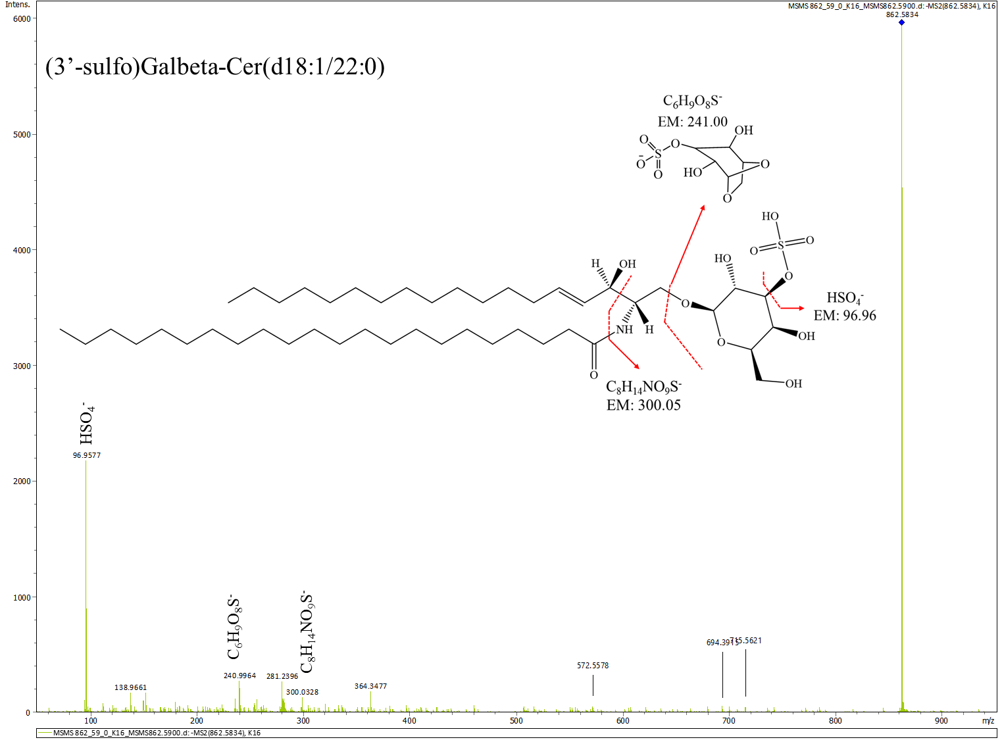 Intens.
MSMS 862_59_0_K16_MSMS862.5900.d: -MS2(862.5834), K16
862.5834
6000
(3’-sulfo)Galbeta-Cer(d18:1/22:0)
C6H9O8S-
EM: 241.00
5000
OH
O
O
S
-O
O
HO
O
O
HO
4000
O
S
O
HO
H
OH
O
O
HSO4-
EM: 96.96
NH
H
O
OH
3000
O
OH
C8H14NO9S-
EM: 300.05
HSO4-
96.9577
2000
1000
C6H9O8S-
C8H14NO9S-
694.3915
715.5621
572.5578
138.9661
240.9964
281.2396
300.0328
364.3477
0
100
200
300
400
500
600
700
800
900
m/z
MSMS 862_59_0_K16_MSMS862.5900.d: -MS2(862.5834), K16